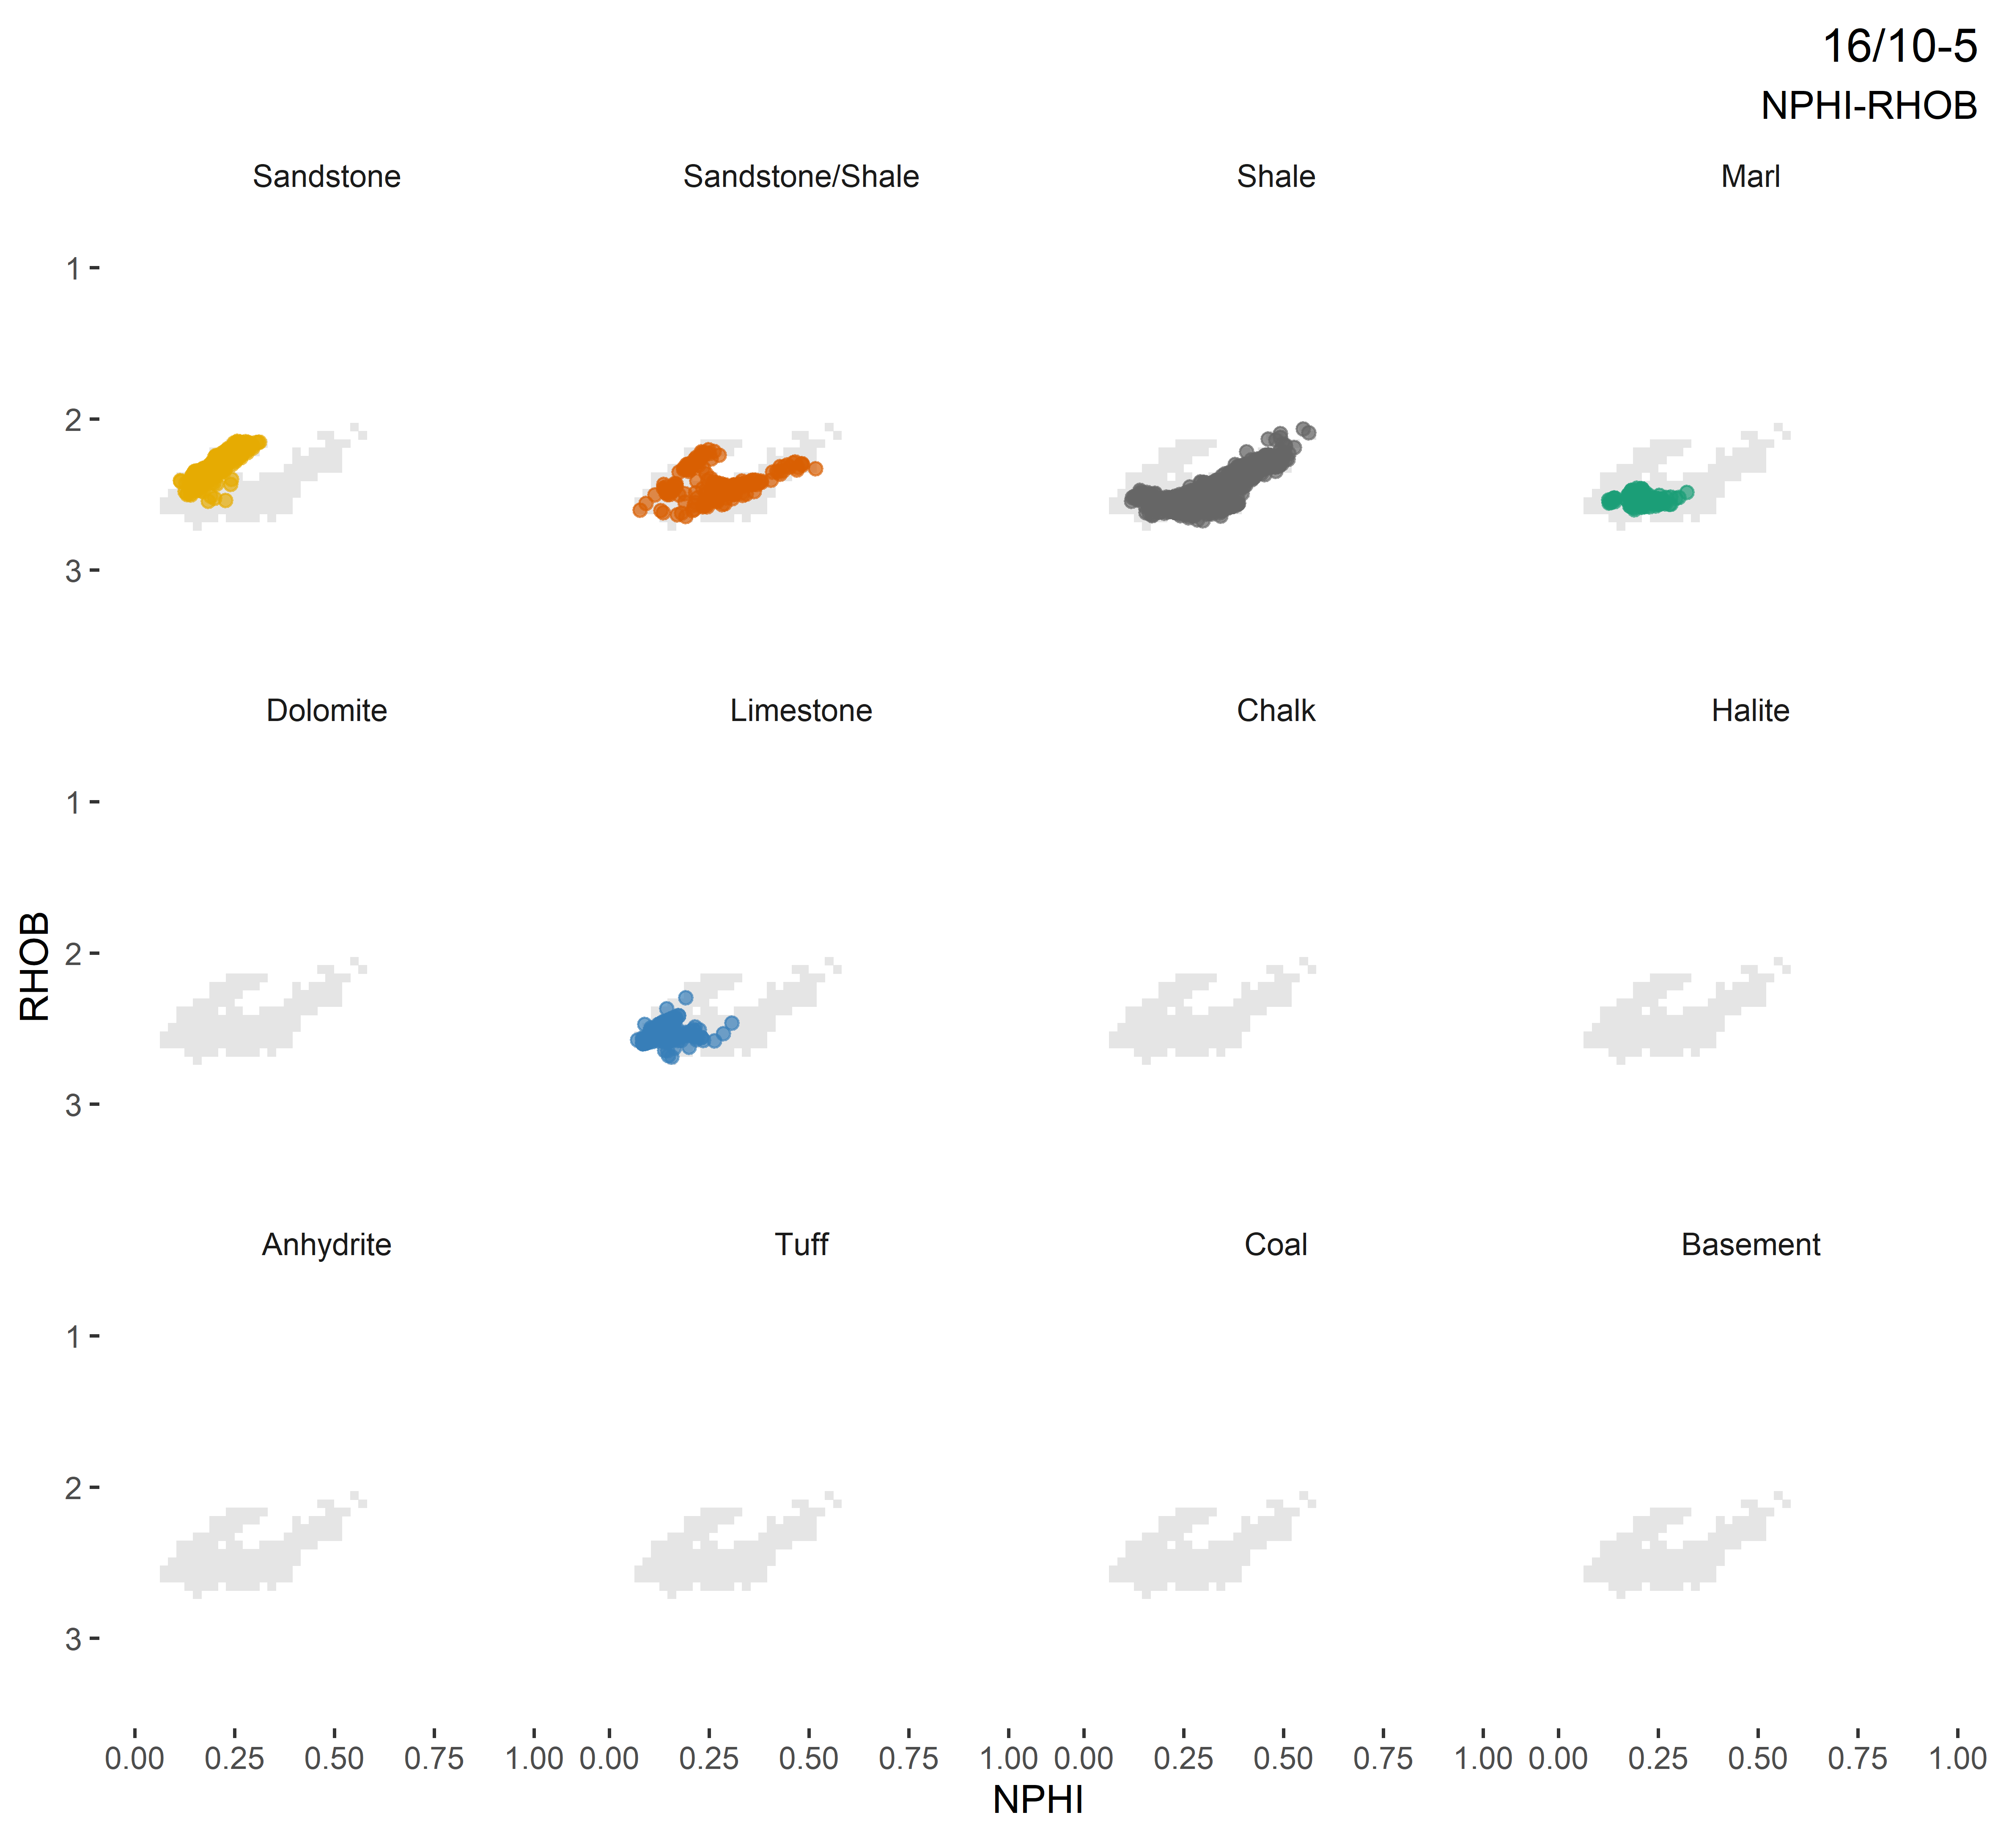 16/10-5
NPHI-RHOB
Sandstone Sandstone/Shale Shale Marl
1
2
3
Dolomite Limestone Chalk Halite
1
2
3
RHOB
Anhydrite Tuff Coal Basement
1
2
3
0.00 0.25 0.50 0.75 1.00 0.00 0.25 0.50 0.75 1.00 0.00 0.25 0.50 0.75 1.00 0.00 0.25 0.50 0.75 1.00
NPHI